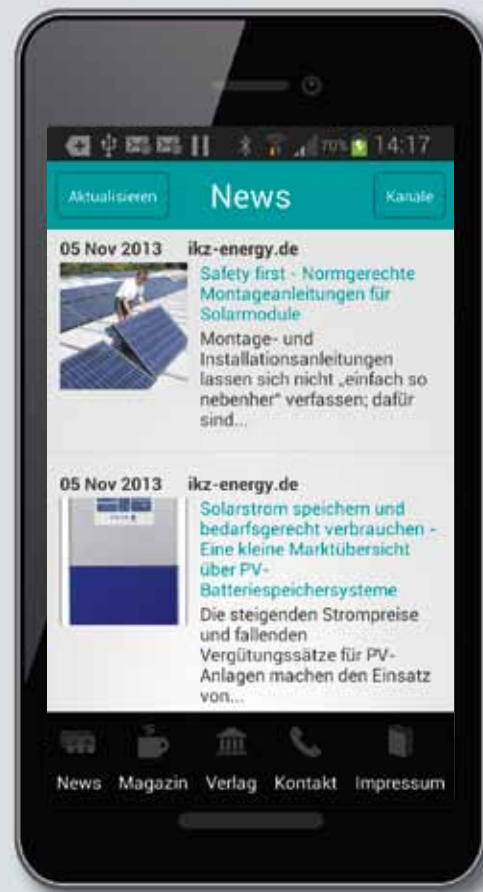 70% 14:17
Aktualisieren News Kanäle
05 Nov 2013 ikz-energy.de
Safety first - Normgerechte
Montageanleitungen für
Solarmodule
Montage- und
Installationsanleitungen
lassen sich nicht „einfach so
nebenher“ verfassen; dafür
sind...
05 Nov 2013 ikz-energy.de
Solarstrom speichern und
bedarfsgerecht verbrauchen -
Eine kleine Marktübersicht
über PV-
Batteriespeichersysteme
Die steigenden Strompreise
und fallenden
Vergütungssätze für PV-
Anlagen machen den Einsatz
von...
News Magazin Verlag Kontakt Impressum